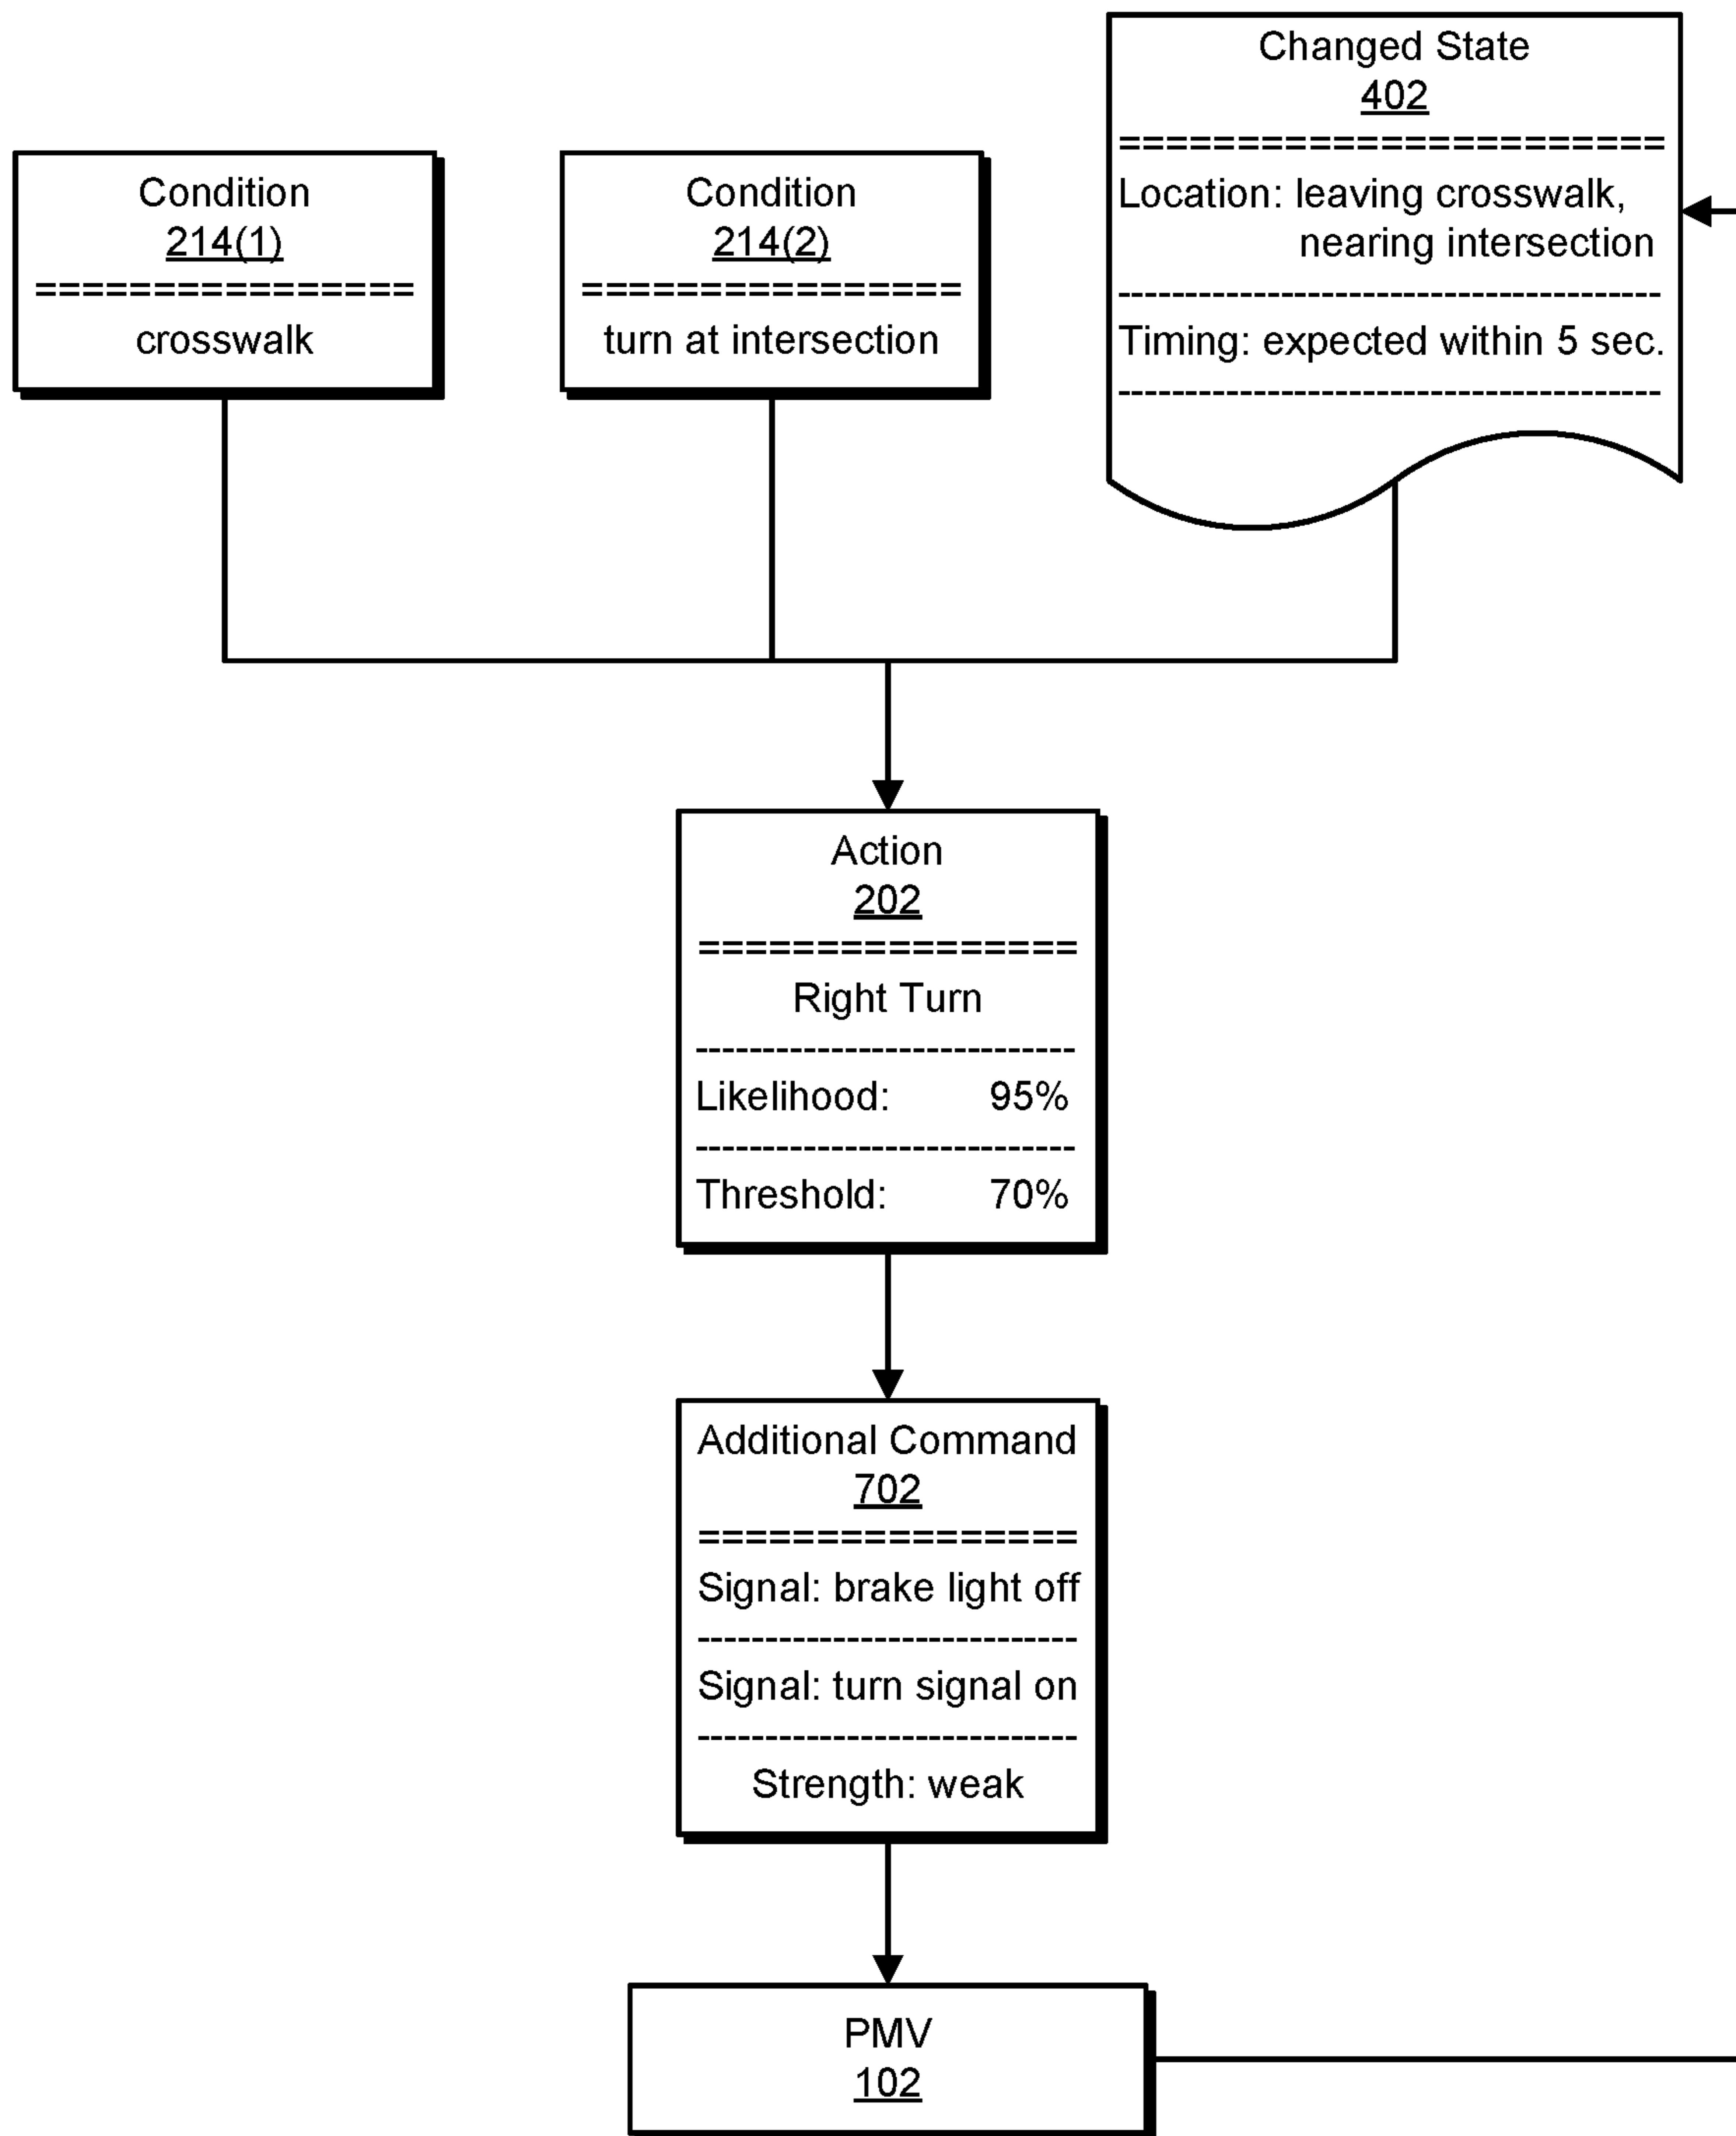 Changed State
402
=======================
Location: leaving crosswalk,
nearing intersection
-----------------------------------------
Timing: expected within 5 sec.
-----------------------------------------
Condition
214(1)
================
crosswalk
Condition
214(2)
================
turn at intersection
Action
202
================
Right Turn
-----------------------------
Likelihood: 95%
-----------------------------
Threshold: 70%
Additional Command
702
================
Signal: brake light off
-----------------------------
Signal: turn signal on
-----------------------------
Strength: weak
PMV
102